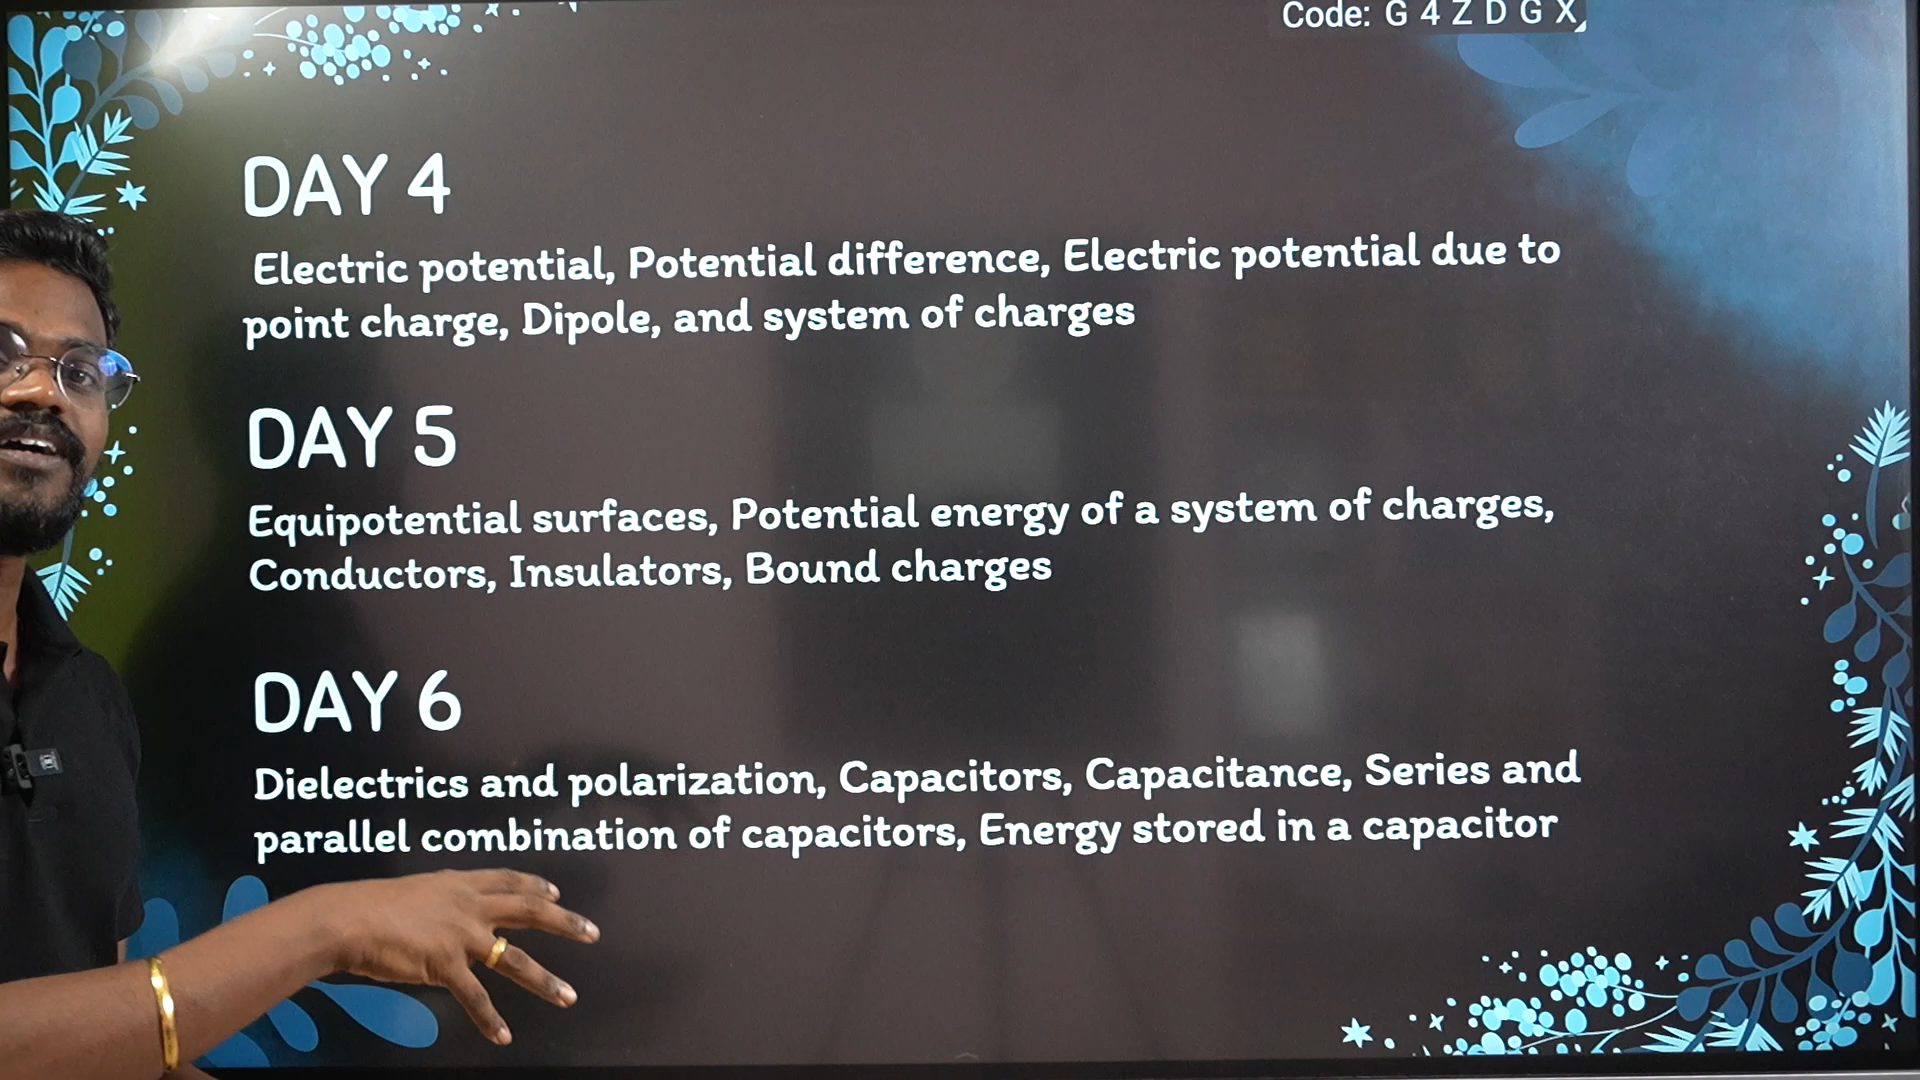 Code: G 4 Z D G X
DAY 4
Electric potential, Potential difference, Electric potential due to
point charge, Dipole, and system of charges
DAY 5
Equipotential surfaces, Potential energy of a system of charges,
Conductors, Insulators, Bound charges
DAY 6
Dielectrics and polarization, Capacitors, Capacitance, Series and
parallel combination of capacitors, Energy stored in a capacitor